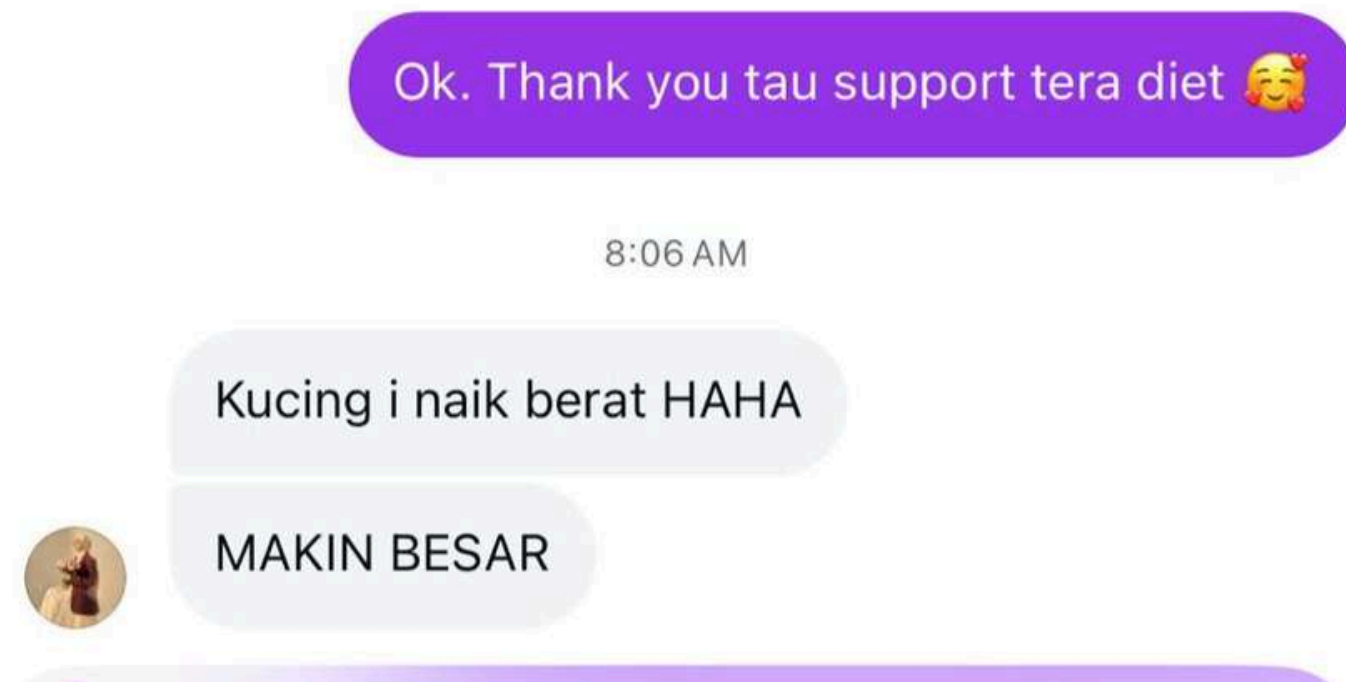 Ok. Thank you tau support tera diet 🥰
8:06 AM
Kucing i naik berat HAHA
MAKIN BESAR